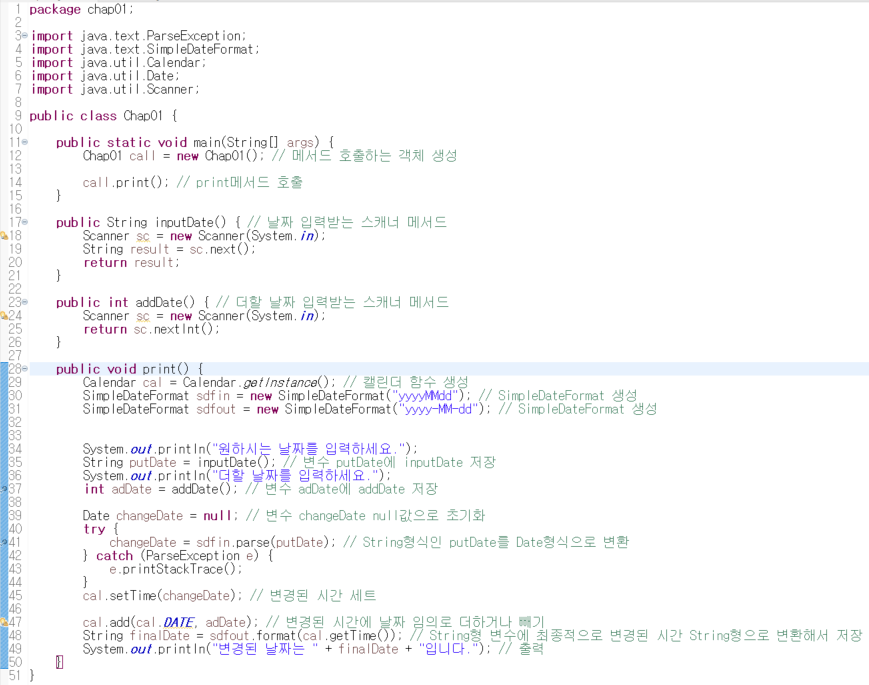 1 package chap01;
2
3 import java.text.ParseException;
4 import java.text.SimpleDateFormat;
5 import java.util.Calendar;
6 import java.util.Date;
7 import java.util.Scanner;
8
9 public class Chap01 {
10
11     public static void main(String[] args) {
12         Chap01 call = new Chap01(); // 메서드 호출하는 객체 생성
13
14         call.print(); // print메서드 호출
15     }
16
17     public String inputDate() { // 날짜 입력받는 스캐너 메서드
18         Scanner sc = new Scanner(System.in);
19         String result = sc.next();
20         return result;
21     }
22
23     public int addDate() { // 더할 날짜 입력받는 스캐너 메서드
24         Scanner sc = new Scanner(System.in);
25         return sc.nextInt();
26     }
27
28     public void print() {
29         Calendar cal = Calendar.getInstance(); // 캘린더 함수 생성
30         SimpleDateFormat sdfin = new SimpleDateFormat("yyyyMMdd"); // SimpleDateFormat 생성
31         SimpleDateFormat sdfout = new SimpleDateFormat("yyyy-MM-dd"); // SimpleDateFormat 생성
32
33
34         System.out.println("원하시는 날짜를 입력하세요.");
35         String putDate = inputDate(); // 변수 putDate에 inputDate 저장
36         System.out.println("더할 날짜를 입력하세요.");
37         int adDate = addDate(); // 변수 adDate에 addDate 저장
38
39         Date changeDate = null; // 변수 changeDate null값으로 초기화
40         try {
41             changeDate = sdfin.parse(putDate); // String형식인 putDate를 Date형식으로 변환
42         } catch (ParseException e) {
43             e.printStackTrace();
44         }
45         cal.setTime(changeDate); // 변경된 시간 세트
46
47         cal.add(cal.DATE, adDate); // 변경된 시간에 날짜 임의로 더하거나 빼기
48         String finalDate = sdfout.format(cal.getTime()); // String형 변수에 최종적으로 변경된 시간 String형으로 변환해서 저장
49         System.out.println("변경된 날짜는 " + finalDate + "입니다."); // 출력
50     }
51 }